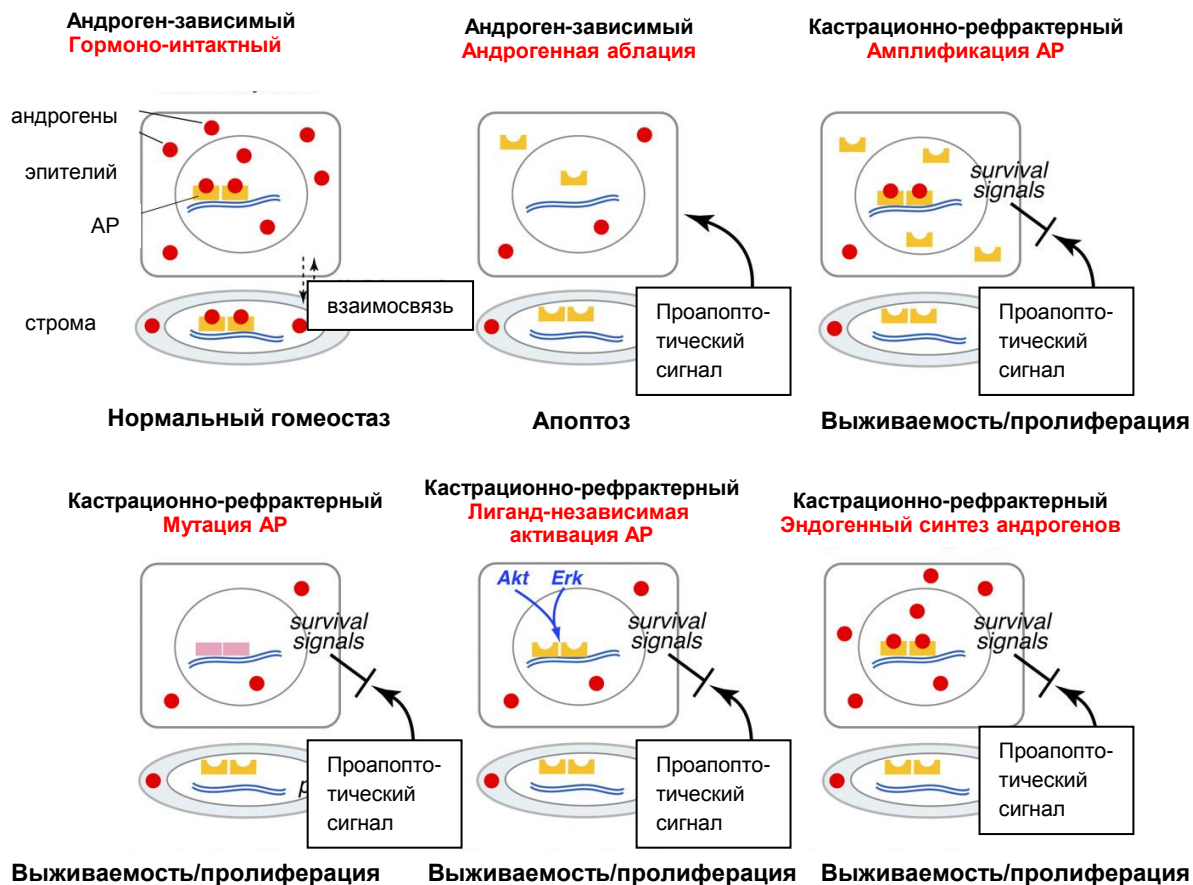 Андроген-зависимый
Гормоно-интактный
Андроген-зависимый
Андрогенная аблация
Кастрационно-рефрактерный
Амплификация АР
андрогены
эпителий
АР
строма
взаимосвязь
Нормальный гомеостаз
Проапопто-
тический
сигнал
Апоптоз
survival
signals
Проапопто-
тический
сигнал
Выживаемость/пролиферация
Кастрационно-рефрактерный
Мутация АР
Кастрационно-рефрактерный
Лиганд-независимая
активация АР
Кастрационно-рефрактерный
Эндогенный синтез андрогенов
survival
signals
p
Проапопто-
тический
сигнал
Выживаемость/пролиферация
Akt Erk
survival
signals
Проапопто-
тический
сигнал
Выживаемость/пролиферация
survival
signals
Проапопто-
тический
сигнал
Выживаемость/пролиферация